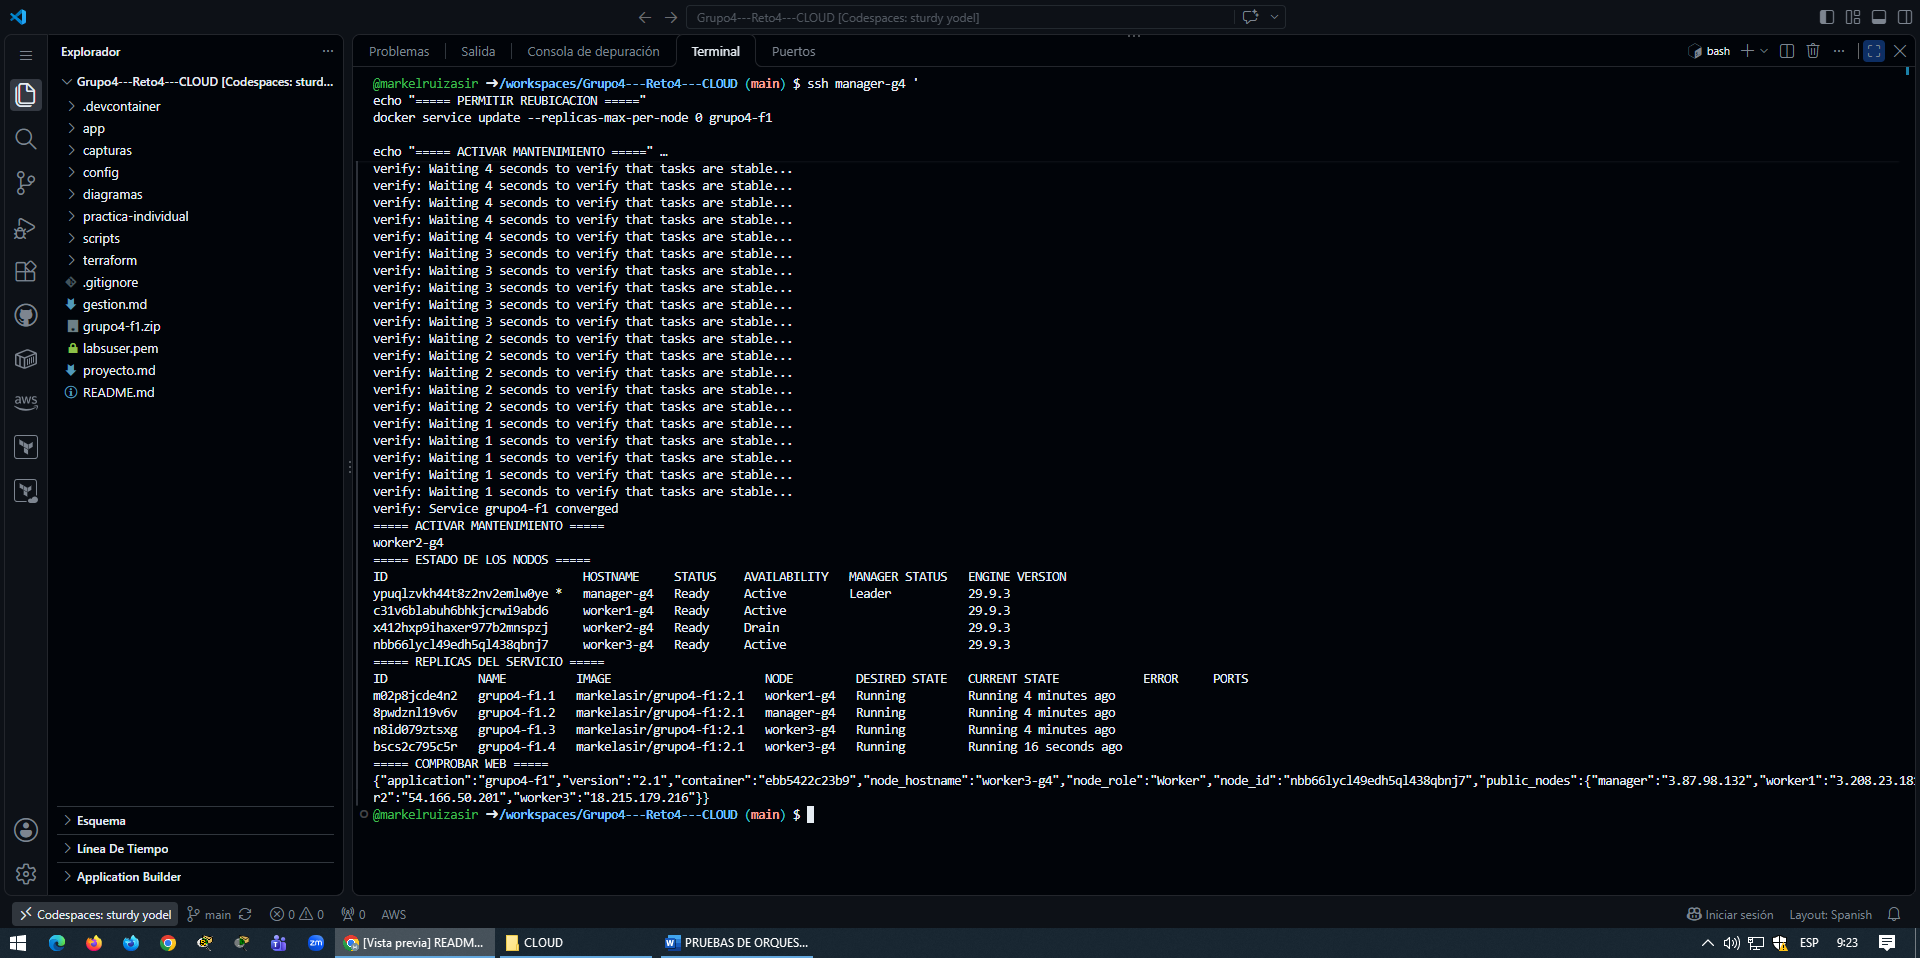 Grupo4---Reto4---CLOUD [Codespaces: sturdy yodel]
Explorador
Grupo4---Reto4---CLOUD [Codespaces: sturd...
.devcontainer
app
capturas
config
diagramas
practica-individual
scripts
terraform
.gitignore
gestion.md
grupo4-f1.zip
labsuser.pem
proyecto.md
README.md
aws
Esquema
Línea De Tiempo
Application Builder
Problemas
Salida
Consola de depuración
Terminal
Puertos
bash
@markelruizasir ➜/workspaces/Grupo4---Reto4---CLOUD (main) $ ssh manager-g4 '
echo "===== PERMITIR REUBICACION ====="
docker service update --replicas-max-per-node 0 grupo4-f1
echo "===== ACTIVAR MANTENIMIENTO =====" …
verify: Waiting 4 seconds to verify that tasks are stable...
verify: Waiting 4 seconds to verify that tasks are stable...
verify: Waiting 4 seconds to verify that tasks are stable...
verify: Waiting 4 seconds to verify that tasks are stable...
verify: Waiting 4 seconds to verify that tasks are stable...
verify: Waiting 3 seconds to verify that tasks are stable...
verify: Waiting 3 seconds to verify that tasks are stable...
verify: Waiting 3 seconds to verify that tasks are stable...
verify: Waiting 3 seconds to verify that tasks are stable...
verify: Waiting 3 seconds to verify that tasks are stable...
verify: Waiting 2 seconds to verify that tasks are stable...
verify: Waiting 2 seconds to verify that tasks are stable...
verify: Waiting 2 seconds to verify that tasks are stable...
verify: Waiting 2 seconds to verify that tasks are stable...
verify: Waiting 2 seconds to verify that tasks are stable...
verify: Waiting 1 seconds to verify that tasks are stable...
verify: Waiting 1 seconds to verify that tasks are stable...
verify: Waiting 1 seconds to verify that tasks are stable...
verify: Waiting 1 seconds to verify that tasks are stable...
verify: Waiting 1 seconds to verify that tasks are stable...
verify: Service grupo4-f1 converged
===== ACTIVAR MANTENIMIENTO =====
worker2-g4
===== ESTADO DE LOS NODOS =====
ID HOSTNAME STATUS AVAILABILITY MANAGER STATUS ENGINE VERSION
ypuqlzvkh44t8z2nv2emlw0ye * manager-g4 Ready Active Leader 29.9.3
c31v6blabuh6bhkjcrwi9abd6 worker1-g4 Ready Active 29.9.3
x412hxp9ihaxer977b2mnspzj worker2-g4 Ready Drain 29.9.3
nbb66lycl49edh5ql438qbnj7 worker3-g4 Ready Active 29.9.3
===== REPLICAS DEL SERVICIO =====
ID NAME IMAGE NODE DESIRED STATE CURRENT STATE ERROR PORTS
m02p8jcde4n2 grupo4-f1.1 markelasir/grupo4-f1:2.1 worker1-g4 Running Running 4 minutes ago
8pwdznl19v6v grupo4-f1.2 markelasir/grupo4-f1:2.1 manager-g4 Running Running 4 minutes ago
n8id079ztsxg grupo4-f1.3 markelasir/grupo4-f1:2.1 worker3-g4 Running Running 4 minutes ago
bscs2c795c5r grupo4-f1.4 markelasir/grupo4-f1:2.1 worker3-g4 Running Running 16 seconds ago
===== COMPROBAR WEB =====
{"application":"grupo4-f1","version":"2.1","container":"ebb5422c23b9","node_hostname":"worker3-g4","node_role":"Worker","node_id":"nbb66lycl49edh5ql438qbnj7","public_nodes":{"manager":"3.87.98.132","worker1":"3.208.23.18
r2":"54.166.50.201","worker3":"18.215.179.216"}}
@markelruizasir ➜/workspaces/Grupo4---Reto4---CLOUD (main) $
Codespaces: sturdy yodel
main
0
0
0
AWS
Iniciar sesión
Layout: Spanish
[Vista previa] READM...
CLOUD
PRUEBAS DE ORQUES...
ESP
9:23